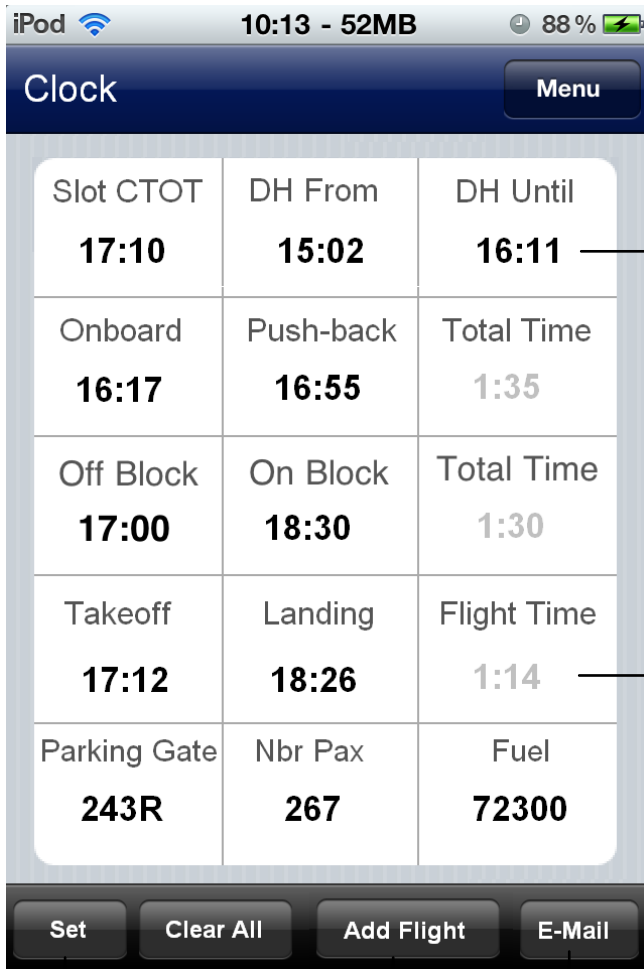 iPod 10:13 - 52MB 88%
Clock Menu
Slot CTOT DH From DH Until
17:10 15:02 16:11
Onboard Push-back Total Time
16:17 16:55 1:35
Off Block On Block Total Time
17:00 18:30 1:30
Takeoff Landing Flight Time
17:12 18:26 1:14
Parking Gate Nbr Pax Fuel
243R 267 72300
Set Clear All Add Flight E-Mail